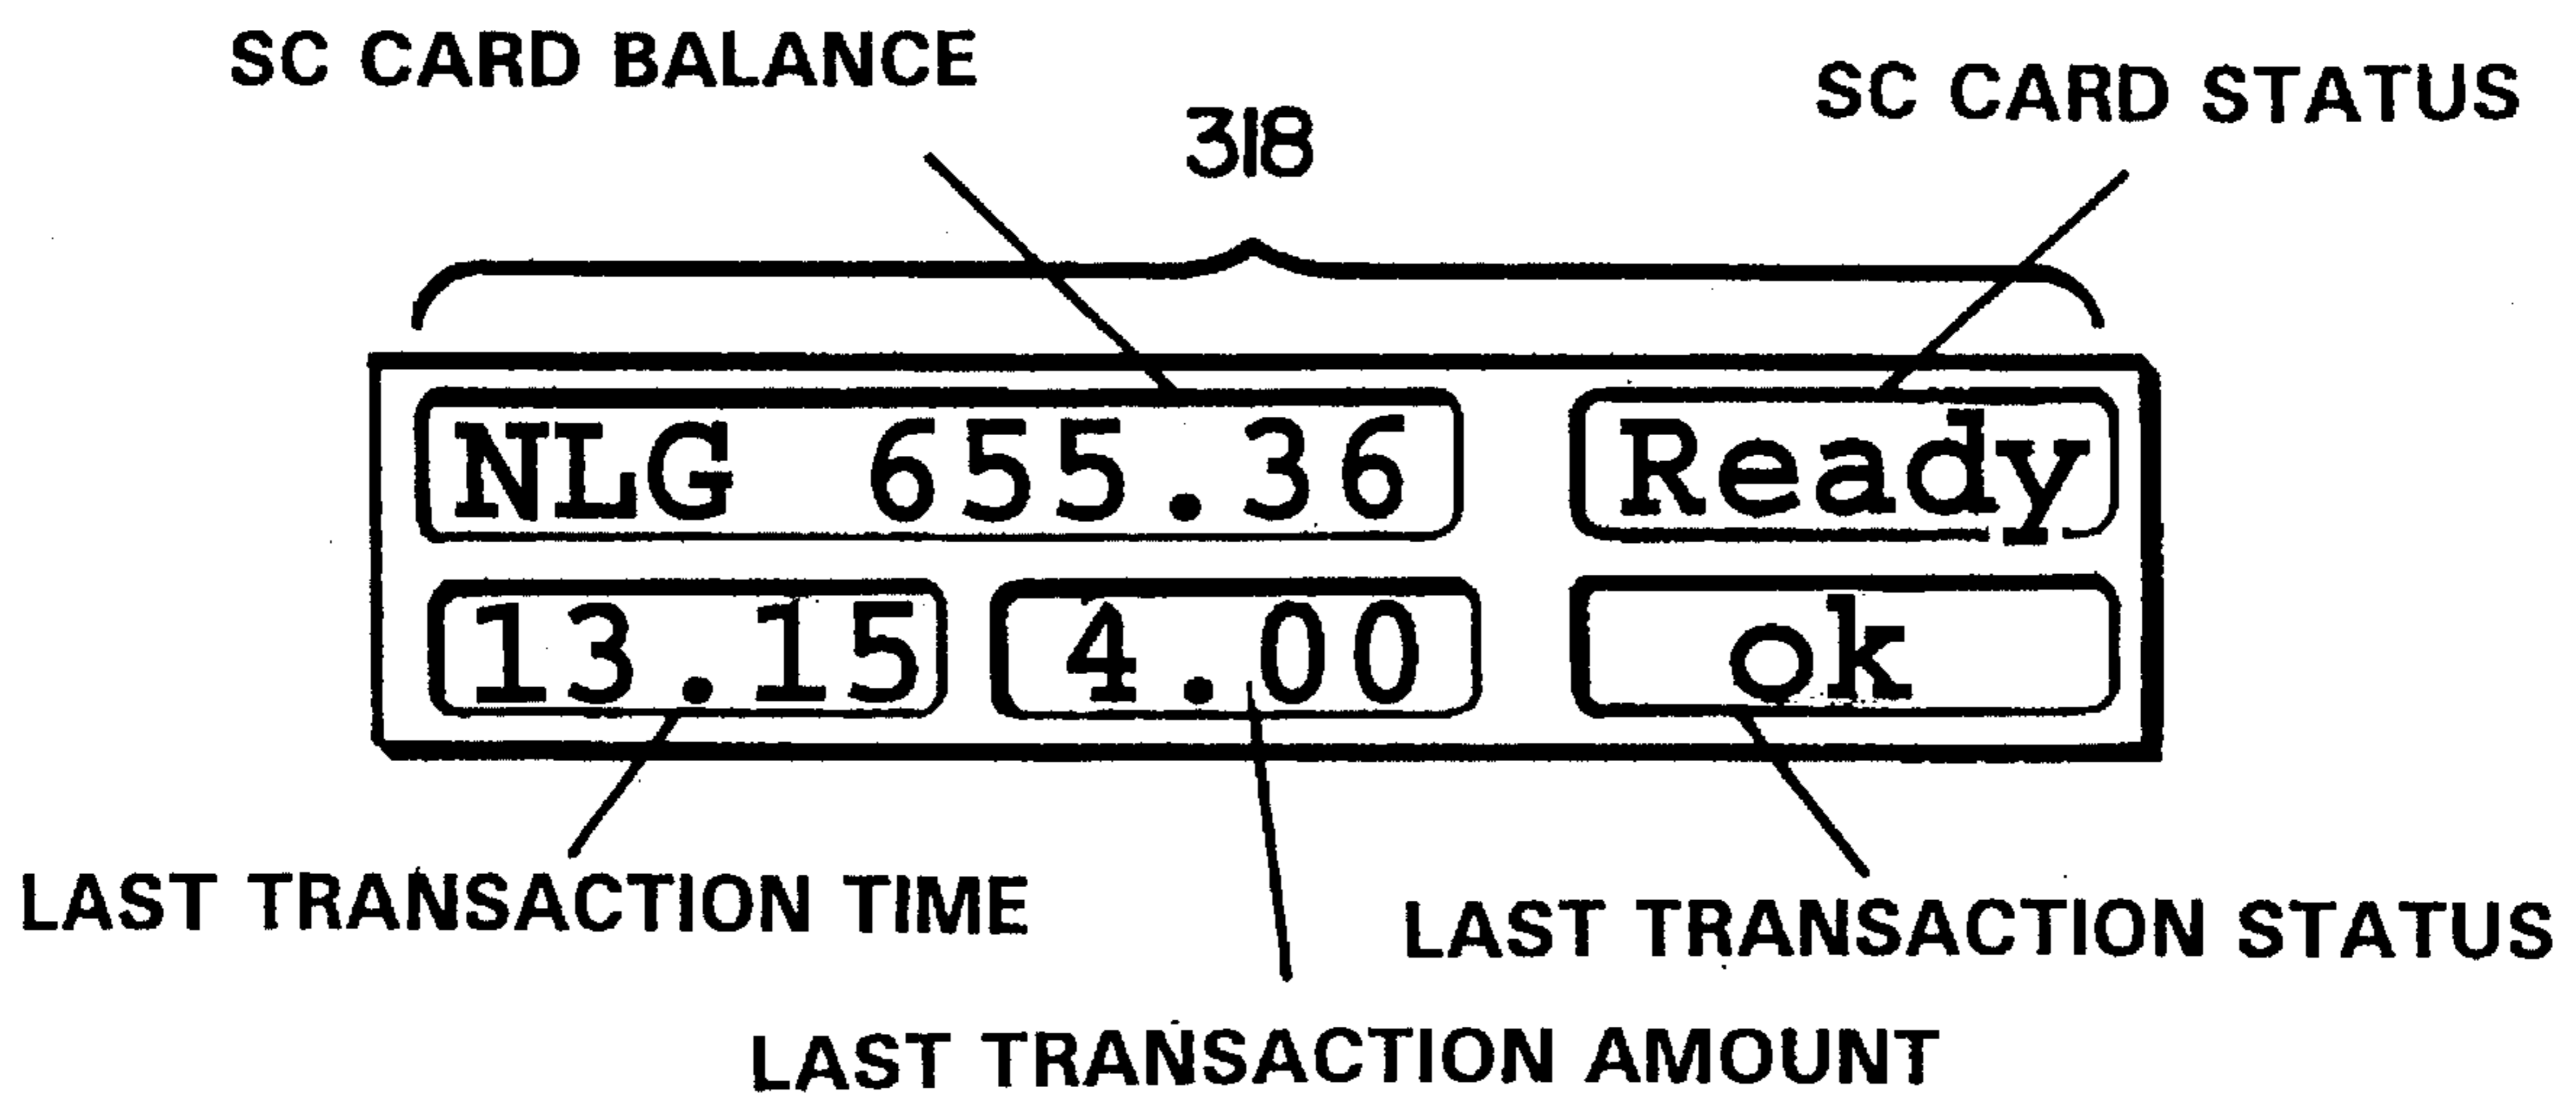 SC CARD BALANCE
SC CARD STATUS
318
NLG 655.36 Ready
13.15 4.00 ok
LAST TRANSACTION TIME
LAST TRANSACTION STATUS
LAST TRANSACTION AMOUNT